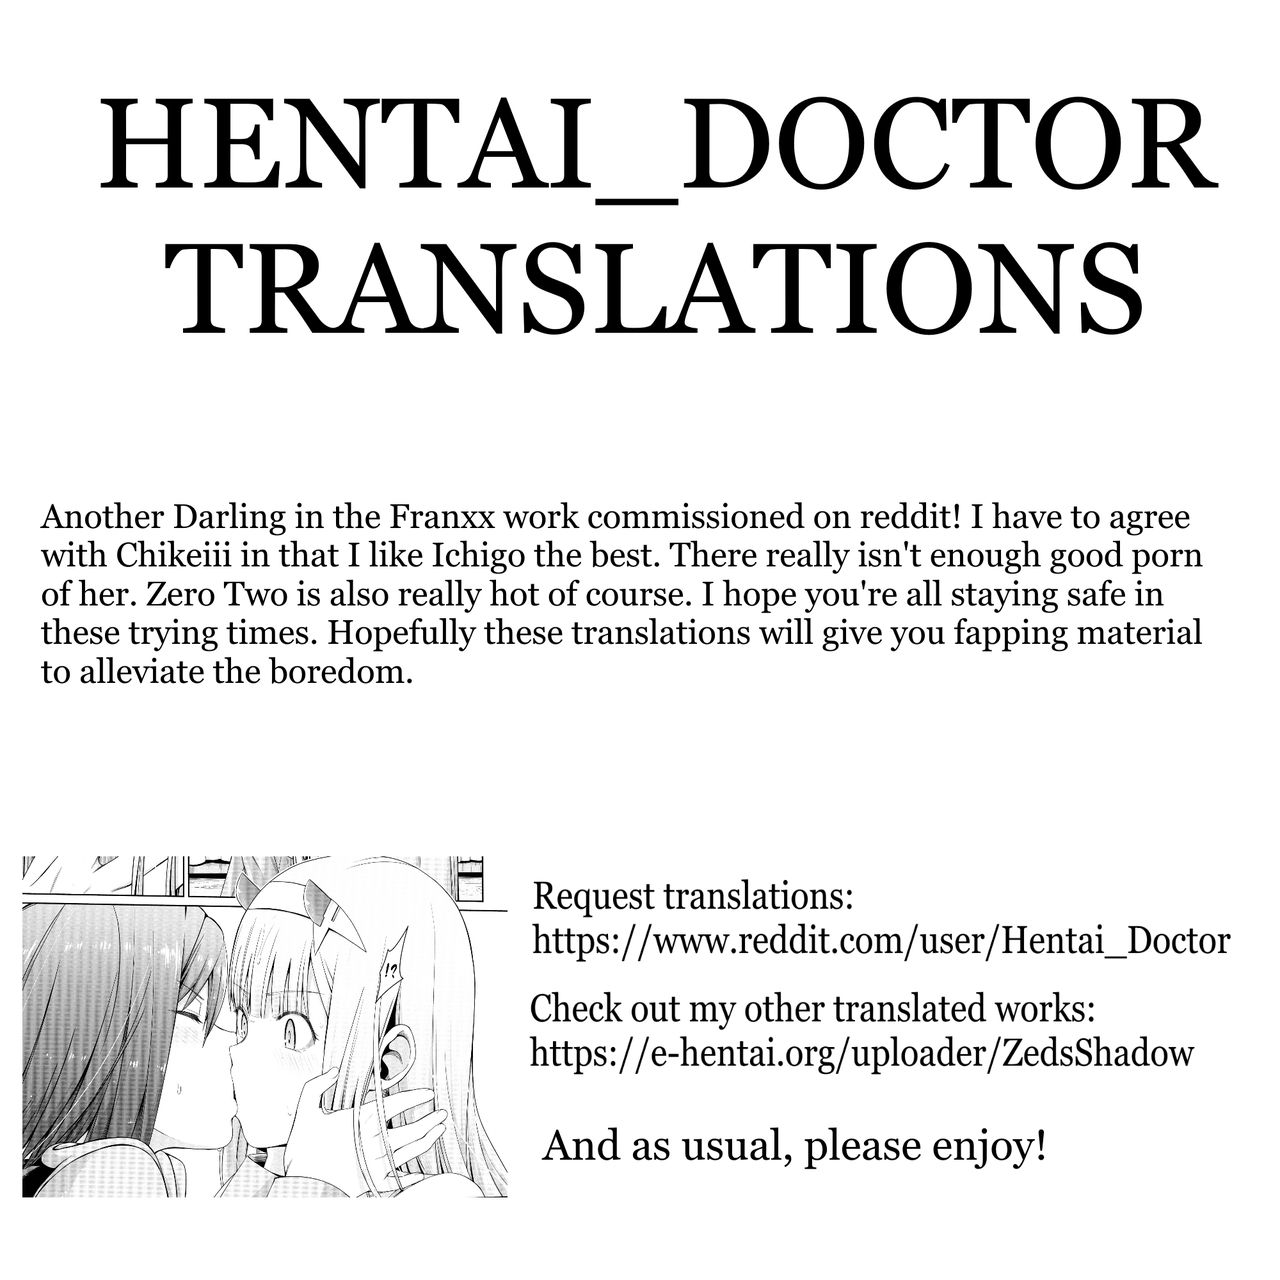 HENTAI_DOCTOR
TRANSLATIONS
Another Darling in the Franxx work commissioned on reddit! I have to agree
with Chikeiii in that I like Ichigo the best. There really isn't enough good porn
of her. Zero Two is also really hot of course. I hope you're all staying safe in
these trying times. Hopefully these translations will give you fapping material
to alleviate the boredom.
!?
Request translations:
https://www.reddit.com/user/Hentai_Doctor
Check out my other translated works:
https://e-hentai.org/uploader/ZedsShadow
And as usual, please enjoy!